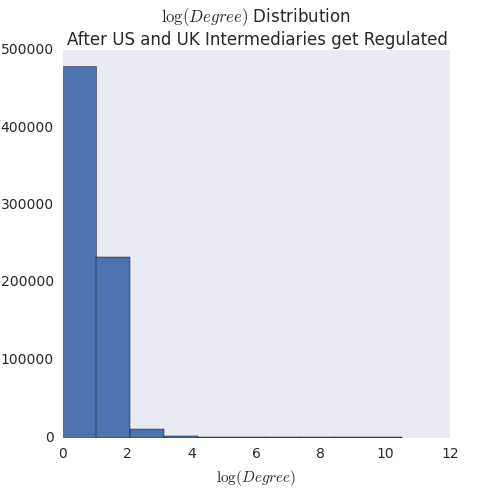 log(Degree) Distribution
After US and UK Intermediaries get Regulated
500000
400000
300000
200000
100000
0
0 2 4 6 8 10 12
log(Degree)